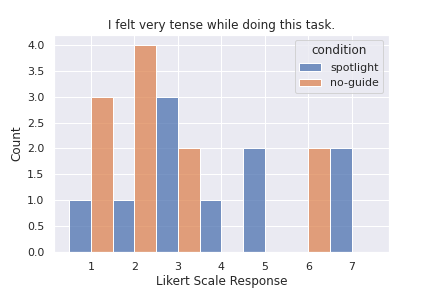 I felt very tense while doing this task.
condition
spotlight
no-guide
4.0
3.5
3.0
2.5
2.0
1.5
1.0
0.5
0.0
Count
1 2 3 4 5 6 7
Likert Scale Response